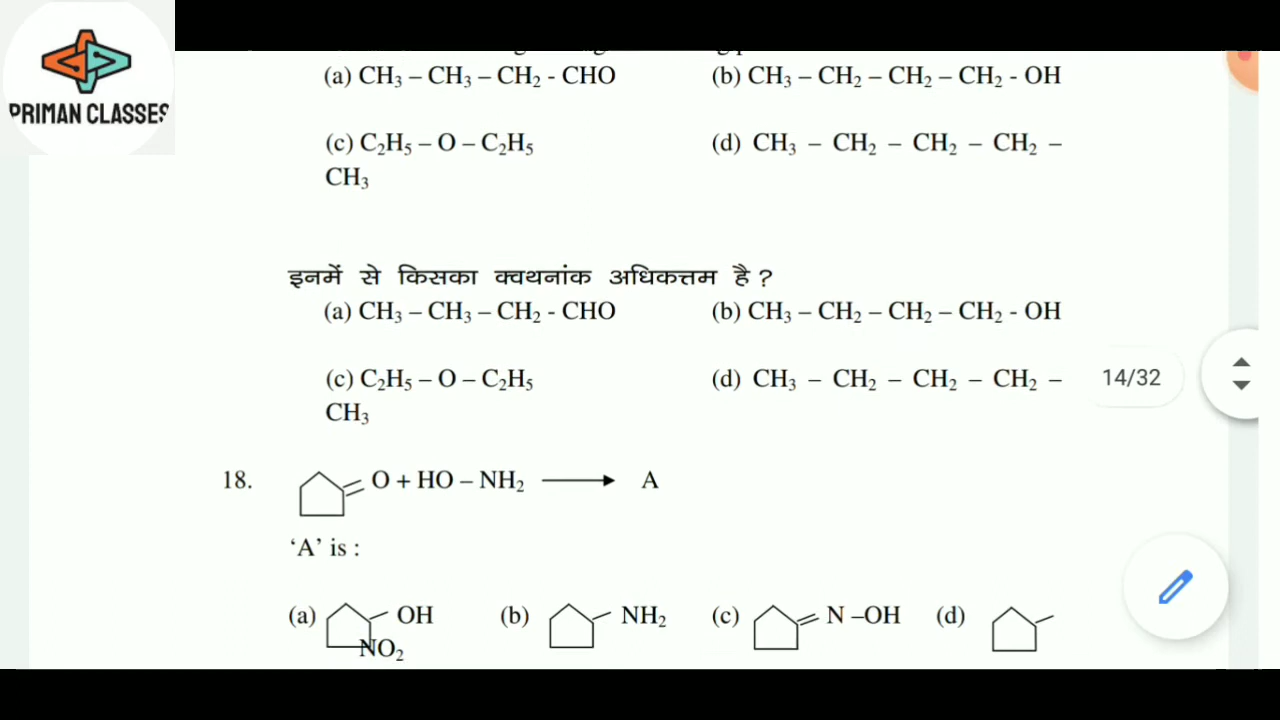 PRIMAN CLASSES
(a) CH₃ – CH₃ – CH₂ - CHO (b) CH₃ – CH₂ – CH₂ – CH₂ - OH
(c) C₂H₅ – O – C₂H₅ (d) CH₃ – CH₂ – CH₂ – CH₂ –
CH₃
इनमें से किसका क्वथनांक अधिकत्तम है ?
(a) CH₃ – CH₃ – CH₂ - CHO (b) CH₃ – CH₂ – CH₂ – CH₂ - OH
(c) C₂H₅ – O – C₂H₅ (d) CH₃ – CH₂ – CH₂ – CH₂ –
14/32
CH₃
18. O + HO – NH₂ A
‘A’ is :
(a) OH (b) NH₂ (c) N –OH (d)
NO₂